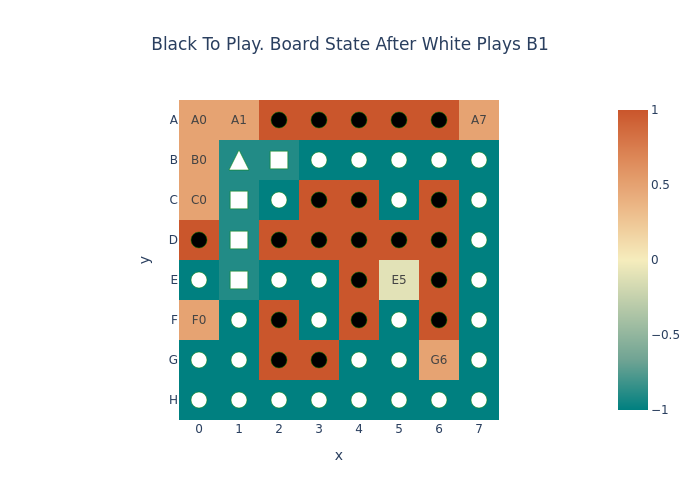 Black To Play. Board State After White Plays B1
A A0 A1 A7 1
B B0
C C0 0.5
D
y 0
E E5
F F0 −0.5
G G6
H −1
0 1 2 3 4 5 6 7
x